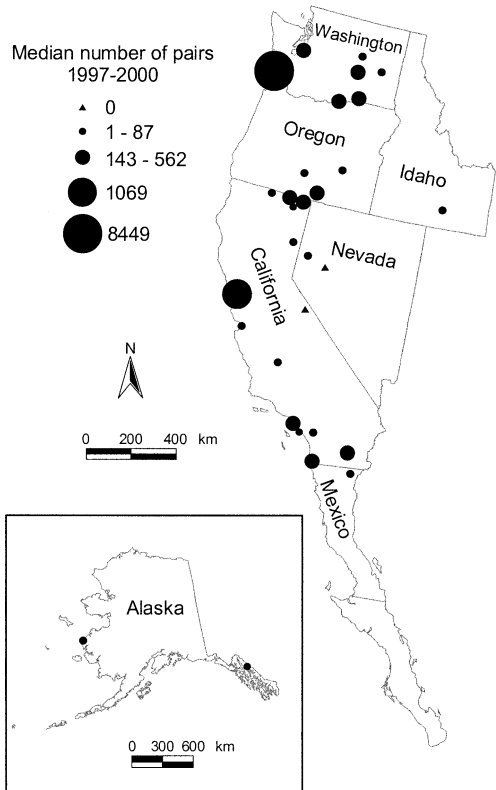 Median number of pairs
1997-2000
0
1 - 87
143 - 562
1069
8449
Washington
Oregon
Idaho
Nevada
California
Mexico
N
0 200 400 km
Alaska
0 300 600 km